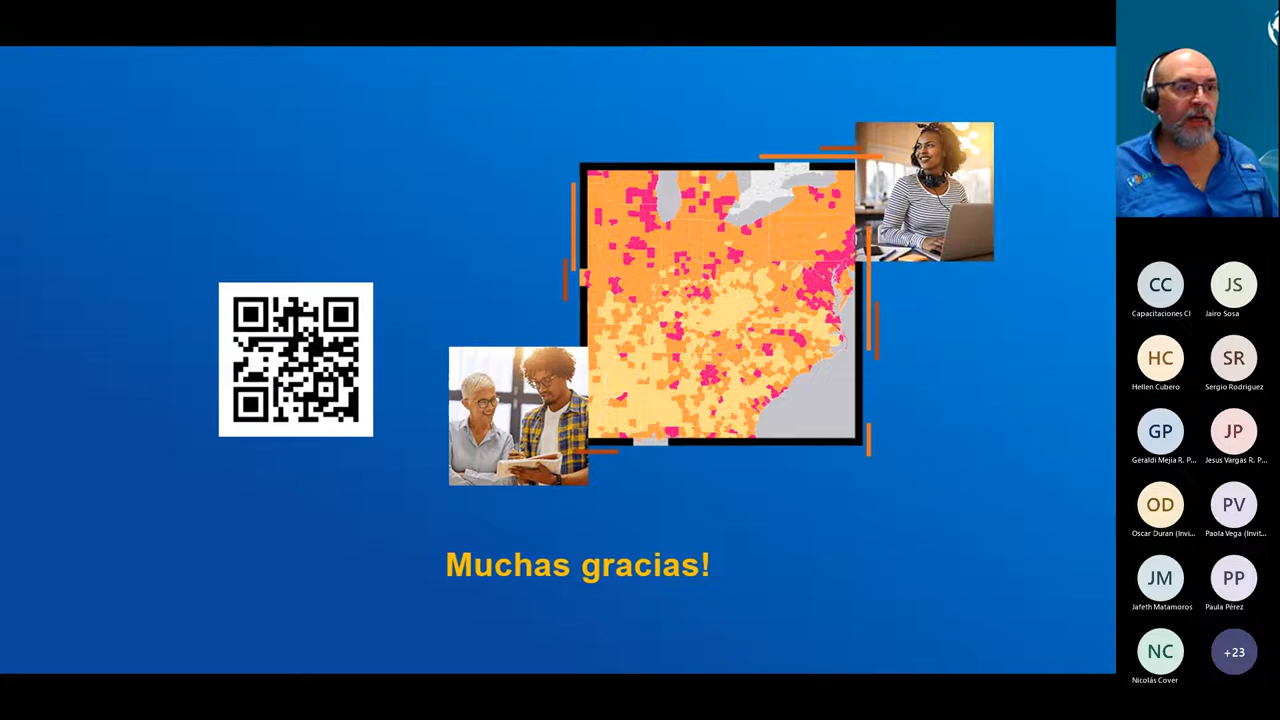 Muchas gracias!
CC
JS
Capacitaciones CI
Jairo Sosa
HC
SR
Hellen Cubero
Sergio Rodriguez
GP
JP
Geraldi Mejia R. P...
Jesus Vargas R. P...
OD
PV
Oscar Duran (Invi...
Paola Vega (Invit...
JM
PP
Jafeth Matamoros
Paula Pérez
NC
+23
Nicolás Cover